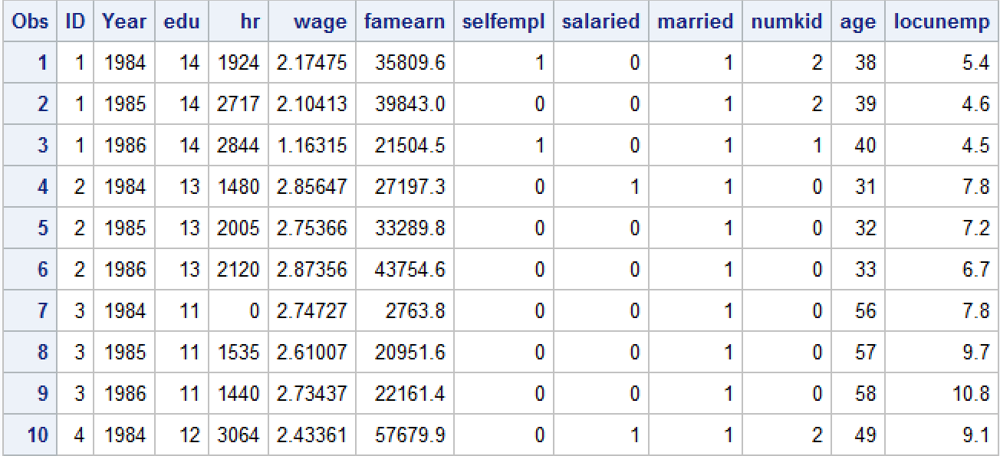 Obs ID Year edu hr wage famearn selfempl salaried married numkid age locunemp
1 1 1984 14 1924 2.17475 35809.6 1 0 1 2 38 5.4
2 1 1985 14 2717 2.10413 39843.0 0 0 1 2 39 4.6
3 1 1986 14 2844 1.16315 21504.5 1 0 1 1 40 4.5
4 2 1984 13 1480 2.85647 27197.3 0 1 1 0 31 7.8
5 2 1985 13 2005 2.75366 33289.8 0 0 1 0 32 7.2
6 2 1986 13 2120 2.87356 43754.6 0 0 1 0 33 6.7
7 3 1984 11 0 2.74727 2763.8 0 0 1 0 56 7.8
8 3 1985 11 1535 2.61007 20951.6 0 0 1 0 57 9.7
9 3 1986 11 1440 2.73437 22161.4 0 0 1 0 58 10.8
10 4 1984 12 3064 2.43361 57679.9 0 1 1 2 49 9.1